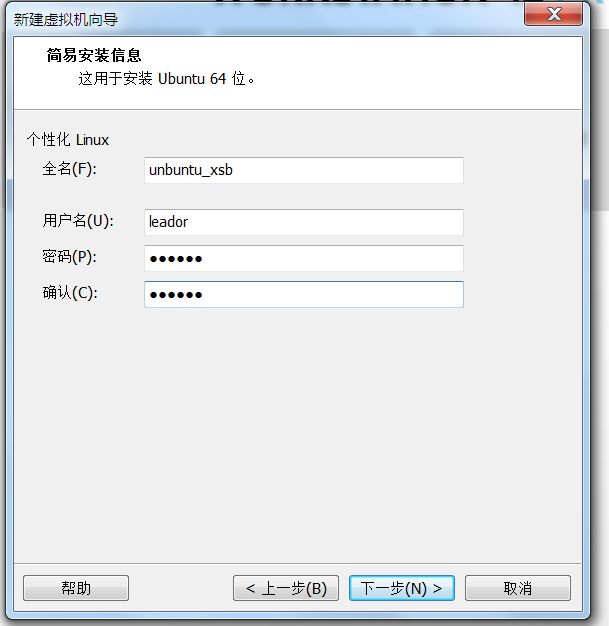 新建虚拟机向导
简易安装信息
这用于安装 Ubuntu 64 位。
个性化 Linux
全名(F): unbuntu_xsb
用户名(U): leador
密码(P): ●●●●●●
确认(C): ●●●●●●
帮助 < 上一步(B) 下一步(N) > 取消